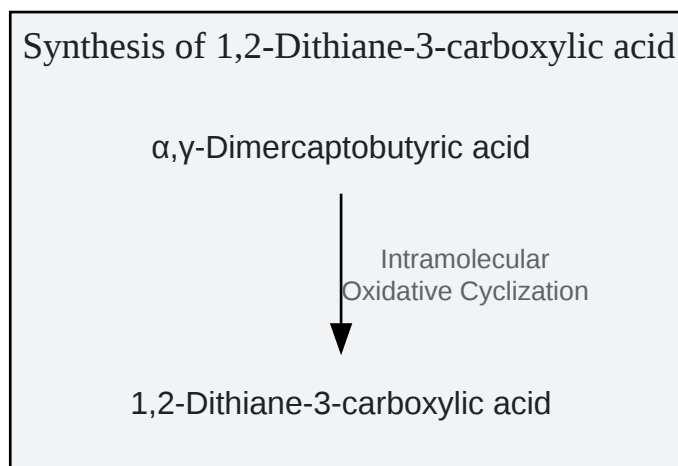 Synthesis of 1,2-Dithiane-3-carboxylic acid
α,γ-Dimercaptobutyric acid
Intramolecular
Oxidative Cyclization
1,2-Dithiane-3-carboxylic acid